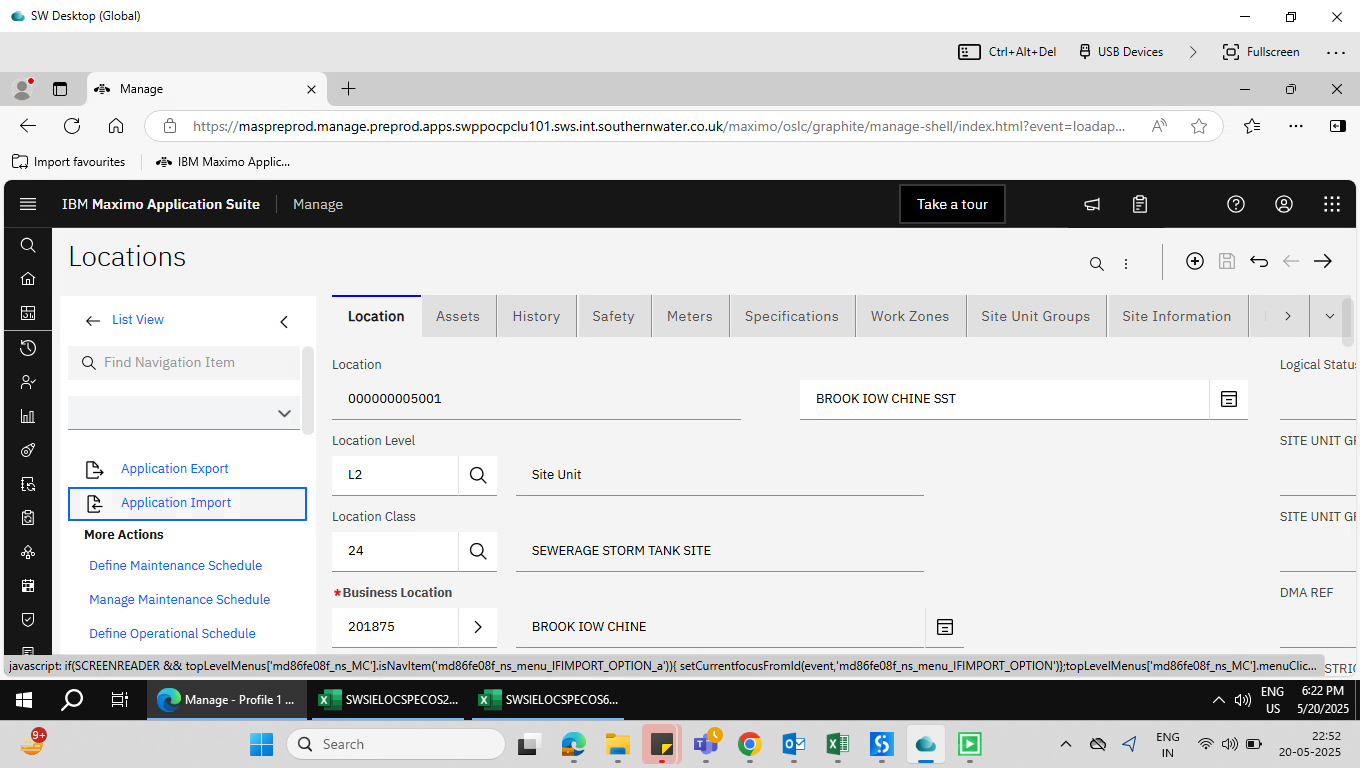 SW Desktop (Global)
Ctrl+Alt+Del
USB Devices
Fullscreen
Manage
https://maspreprod.manage.preprod.apps.swppocpclu101.sws.int.southernwater.co.uk/maximo/oslc/graphite/manage-shell/index.html?event=loadap...
Import favourites
IBM Maximo Applic...
IBM Maximo Application Suite
Manage
Take a tour
Locations
List View
Find Navigation Item
Application Export
Application Import
More Actions
Define Maintenance Schedule
Manage Maintenance Schedule
Define Operational Schedule
Location
Assets
History
Safety
Meters
Specifications
Work Zones
Site Unit Groups
Site Information
Location
000000005001
BROOK IOW CHINE SST
Logical Status
Location Level
L2
Site Unit
SITE UNIT GR
Location Class
24
SEWERAGE STORM TANK SITE
SITE UNIT GR
*Business Location
201875
BROOK IOW CHINE
DMA REF
javascript: if(SCREENREADER && topLevelMenus['md86fe08f_ns_MC'].isNavItem('md86fe08f_ns_menu_IFIMPORT_OPTION_a')){ setCurrentfocusFromId(event,'md86fe08f_ns_menu_IFIMPORT_OPTION')};topLevelMenus['md86fe08f_ns_MC'].menuClic...
STRIC
Manage - Profile 1 ...
SWSIELOCSPECOS2...
SWSIELOCSPECOS6...
ENG
US
6:22 PM
5/20/2025
9+
Search
ENG
IN
22:52
20-05-2025